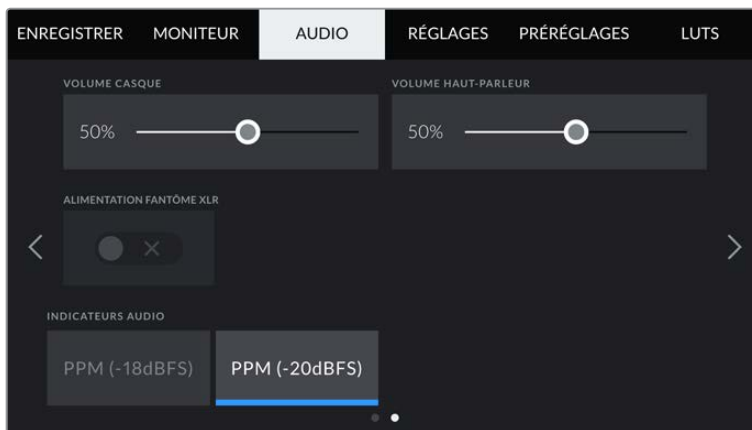 ENREGISTRER MONITEUR AUDIO RÉGLAGES PRÉRÉGLAGES LUTS
VOLUME CASQUE VOLUME HAUT-PARLEUR
50% 50%
ALIMENTATION FANTÔME XLR
INDICATEURS AUDIO
PPM (-18dBFS) PPM (-20dBFS)